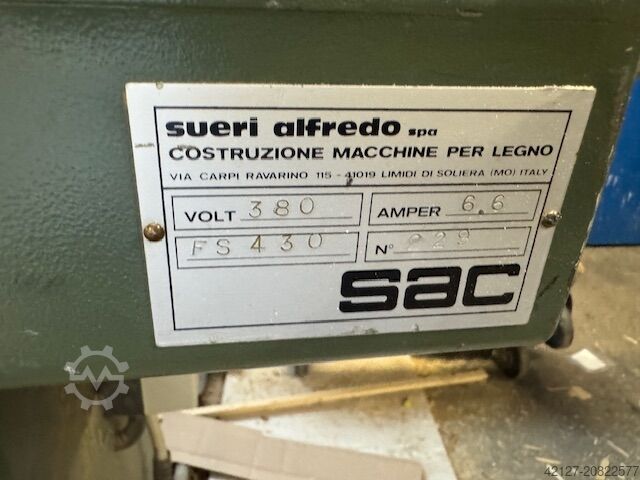 sueri alfredo spa
COSTRUZIONE MACCHINE PER LEGNO
VIA CARPI RAVARINO 115 - 41019 LIMIDI DI SOLIERA (MO) ITALY
VOLT 380 AMPER 6.6
FS 430 N° 229
sac
42127-20822577